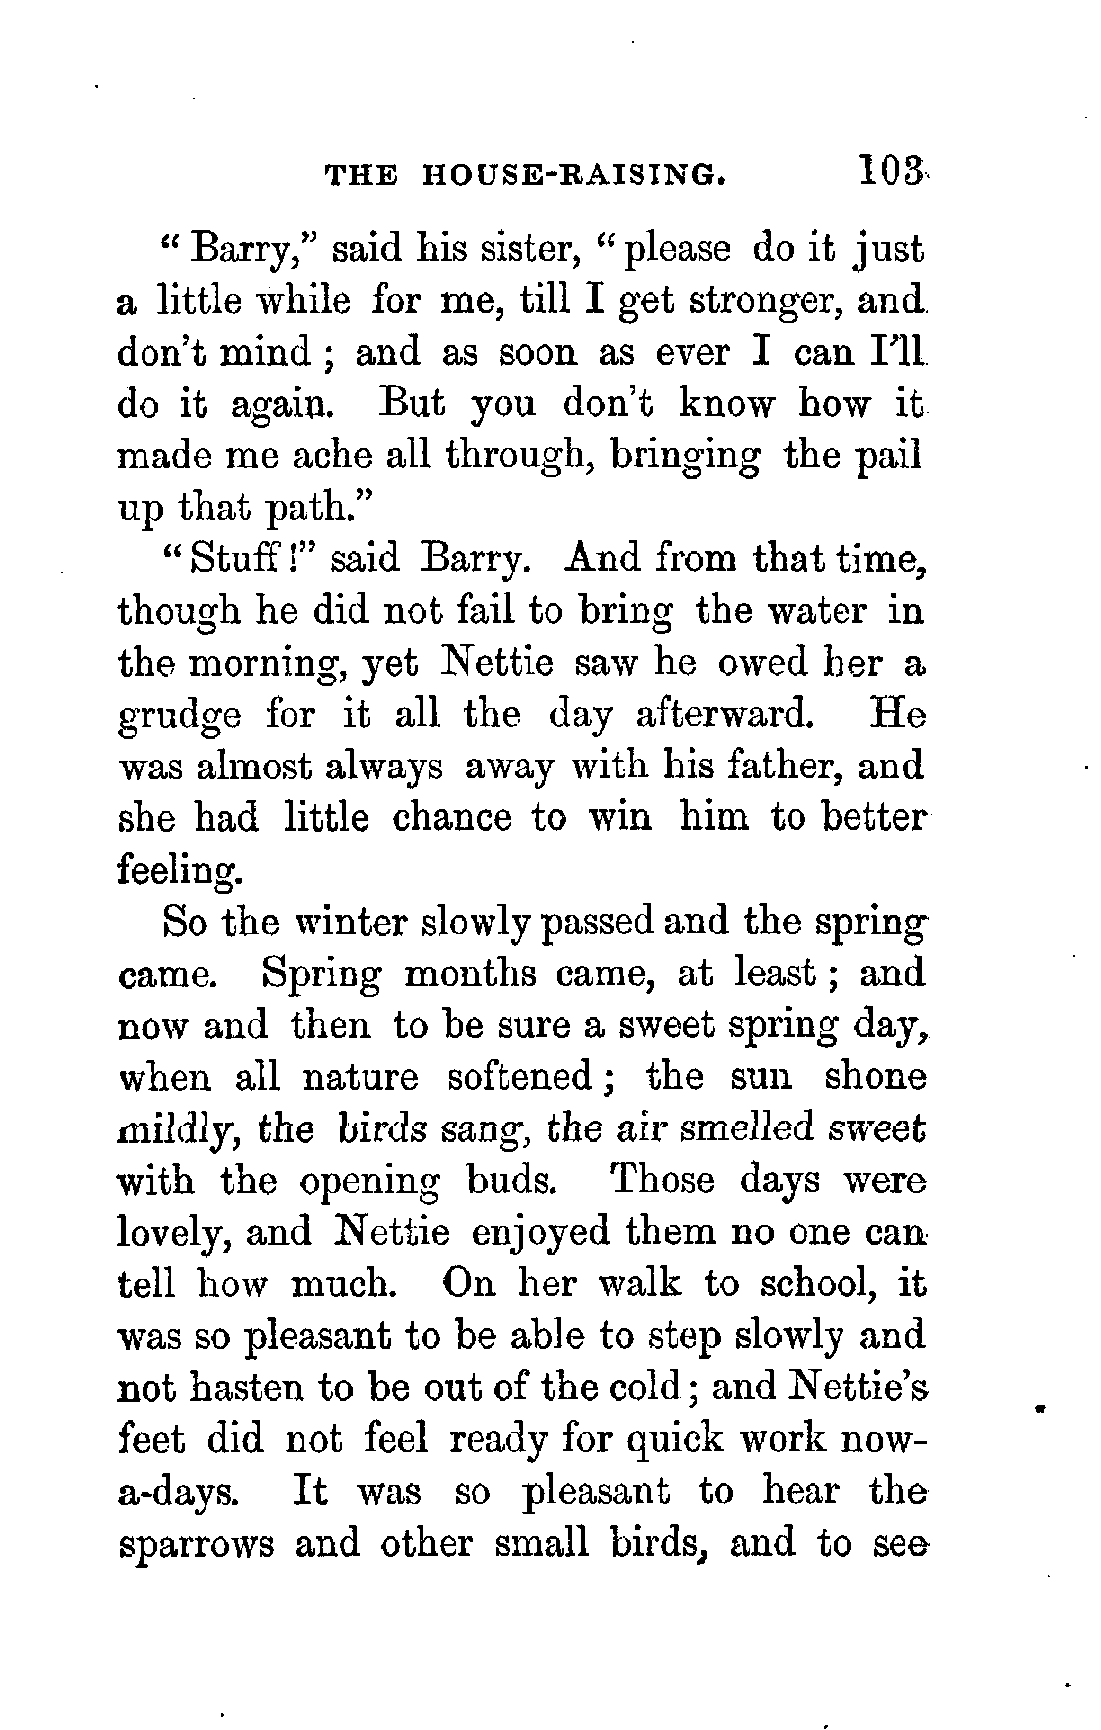 THE HOUSE-RAISING. 103
" Barry," said his sister, " please do it just
a little while for me, till I get stronger, and
don't mind ; and as soon as ever I can I'll
do it again. But you don't know how it
made me ache all through, bringing the pail
up that path."
" Stuff !" said Barry. And from that time,
though he did not fail to bring the water in
the morning, yet Nettie saw he owed her a
grudge for it all the day afterward. He
was almost always away with his father, and
she had little chance to win him to better
feeling.
So the winter slowly passed and the spring
came. Spring months came, at least ; and
now and then to be sure a sweet spring day,
when all nature softened ; the sun shone
mildly, the birds sang, the air smelled sweet
with the opening buds. Those days were
lovely, and Nettie enjoyed them no one can
tell how much. On her walk to school, it
was so pleasant to be able to step slowly and
not hasten to be out of the cold ; and Nettie's
feet did not feel ready for quick work now-
a-days. It was so pleasant to hear the
sparrows and other small birds, and to see